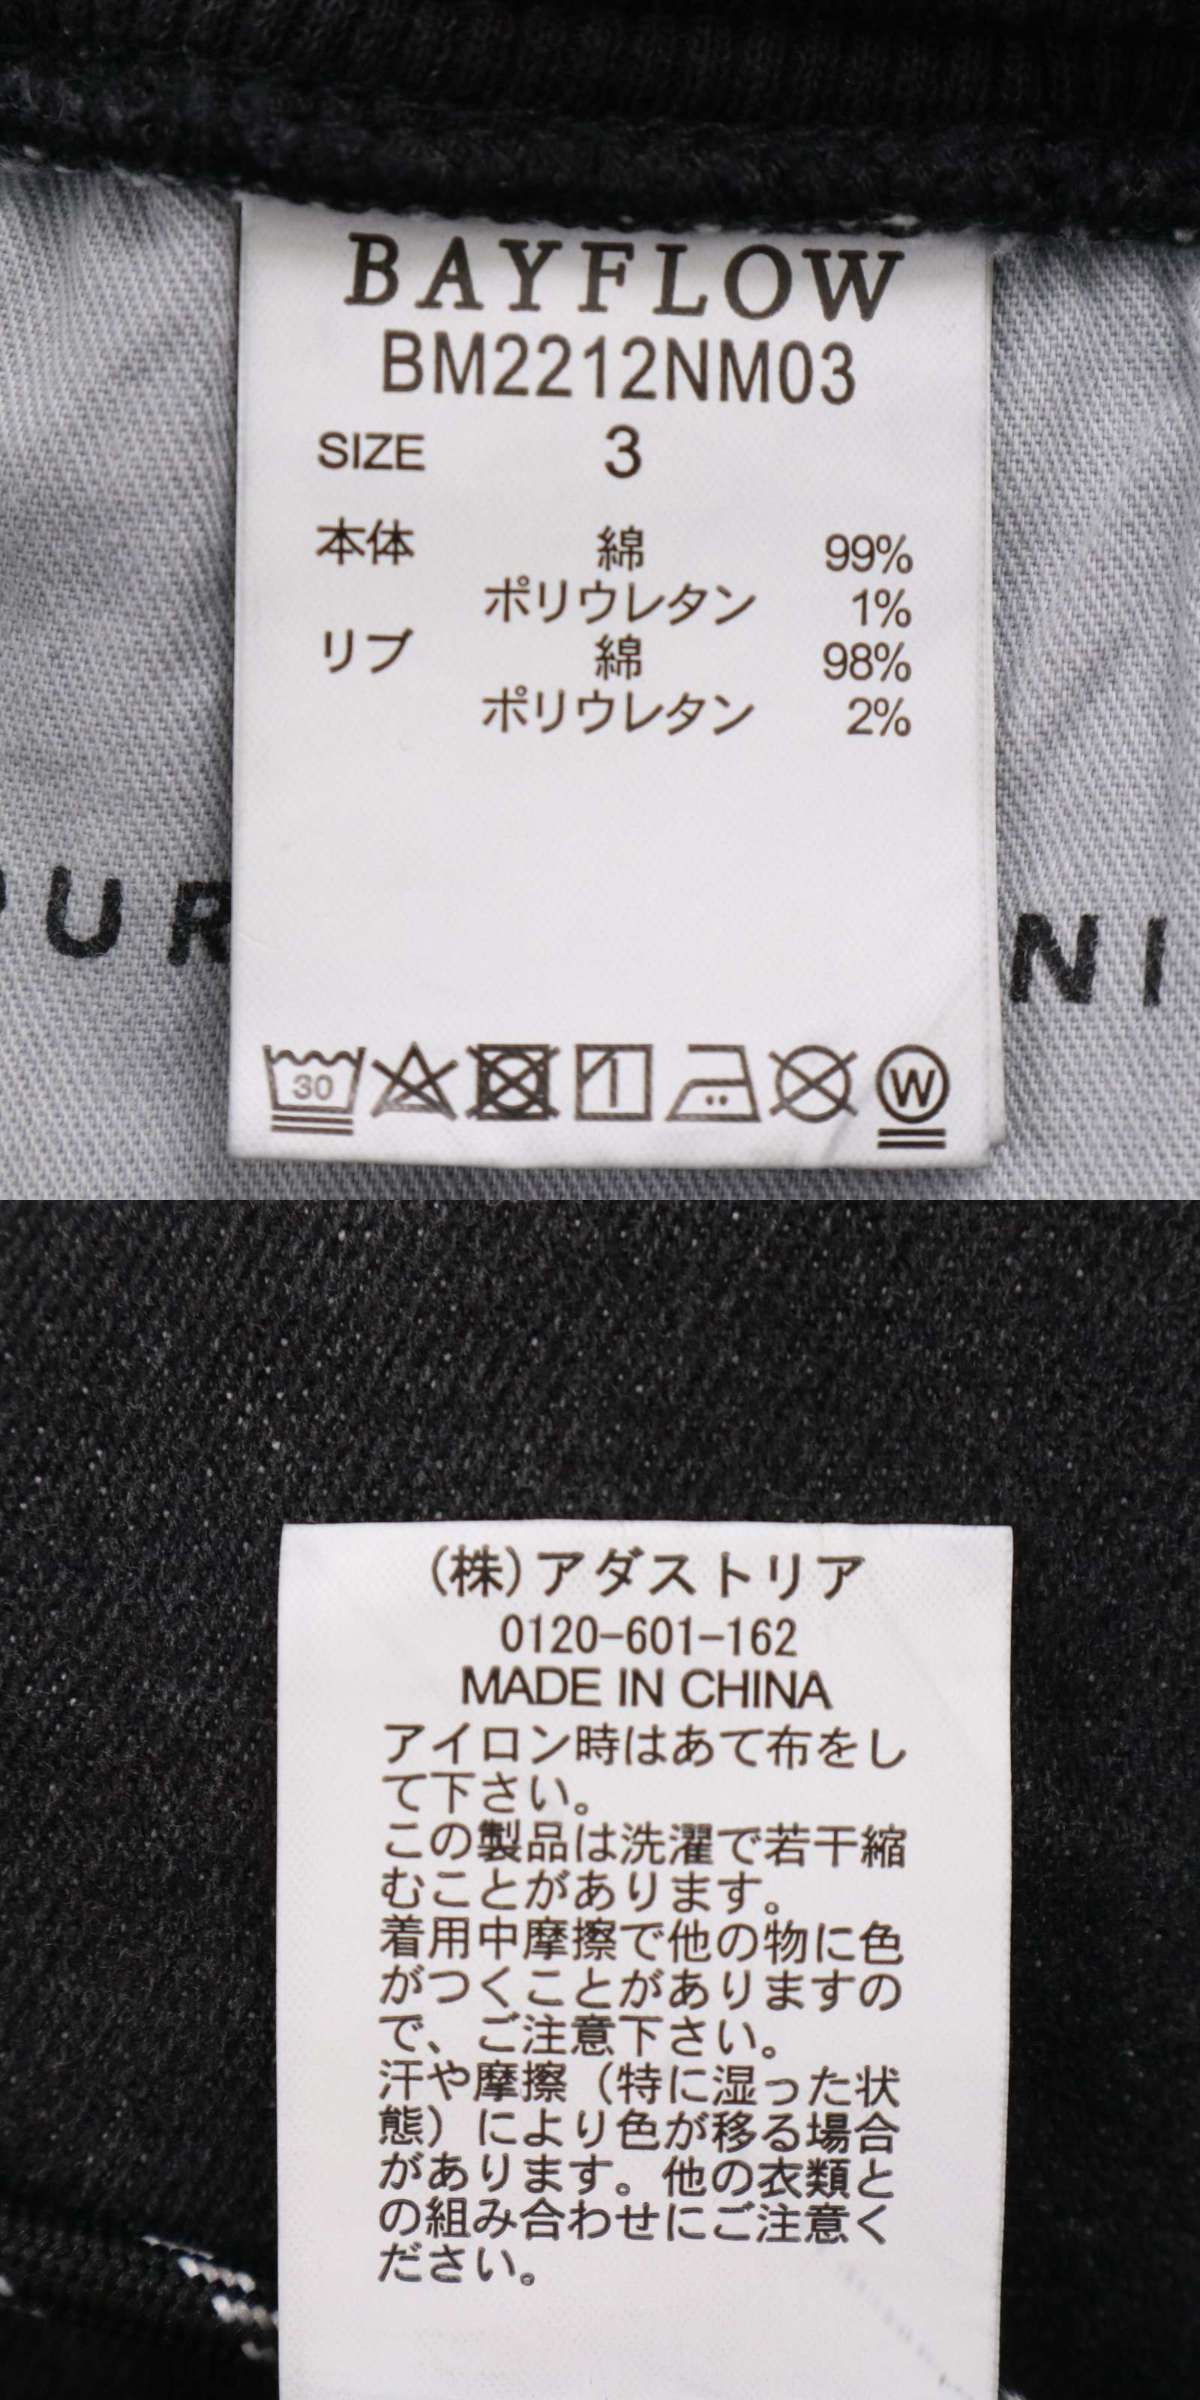 BAYFLOW
BM2212NM03
SIZE 3
本体 綿 99%
ポリウレタン 1%
リブ 綿 98%
ポリウレタン 2%
UR
NI
30
W
(株)アダストリア
0120-601-162
MADE IN CHINA
アイロン時はあて布をし
て下さい。
この製品は洗濯で若干縮
むことがあります。
着用中摩擦で他の物に色
がつくことがありますの
で、ご注意下さい。
汗や摩擦（特に湿った状
態）により色が移る場合
があります。他の衣類と
の組み合わせにご注意く
ださい。